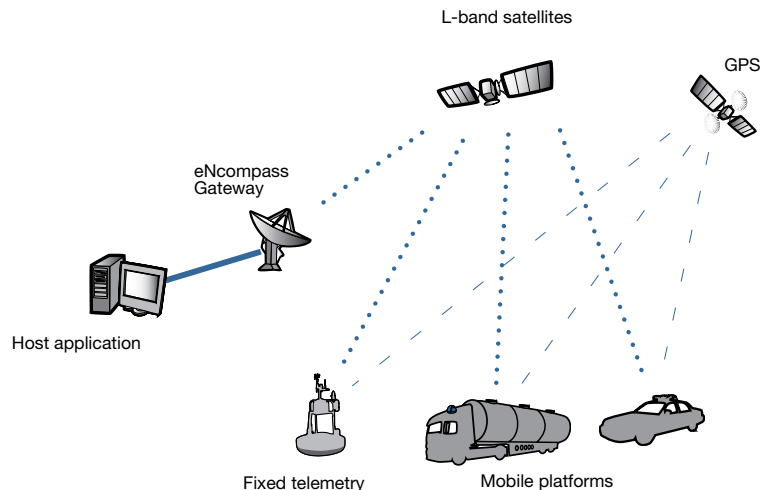 L-band satellites
GPS
eNcompass
Gateway
Host application
Fixed telemetry
Mobile platforms